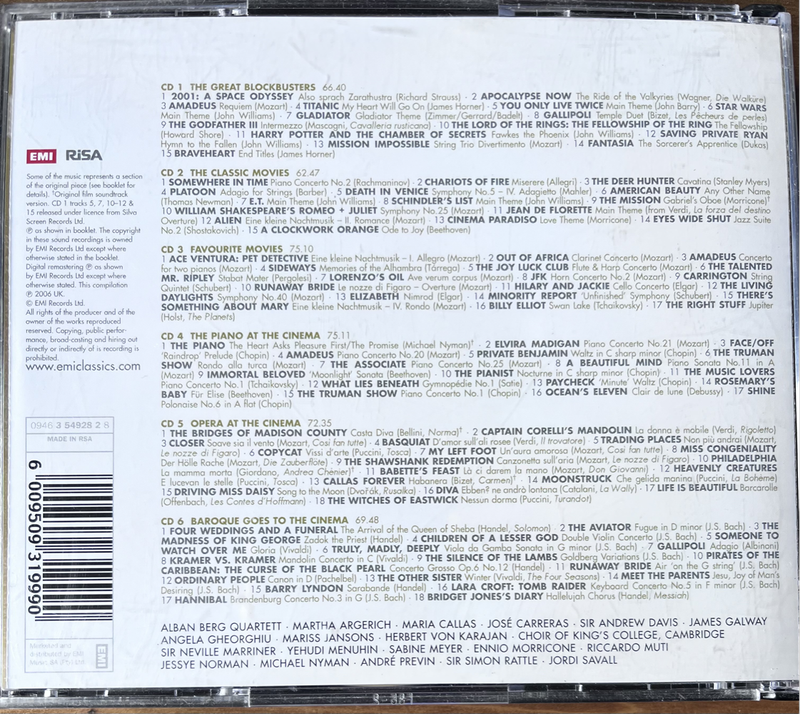 CD 1 THE GREAT BLOCKBUSTERS 66.40
1 2001: A SPACE ODYSSEY Also sprach Zarathustra (Richard Strauss) · 2 APOCALYPSE NOW The Ride of the Valkyries (Wagner, Die Walküre)
3 AMADEUS Requiem (Mozart) · 4 TITANIC My Heart Will Go On (James Horner) · 5 YOU ONLY LIVE TWICE Main Theme (John Barry) · 6 STAR WARS
Main Theme (John Williams) · 7 GLADIATOR Gladiator Theme (Zimmer/Gerrard/Badelt) · 8 GALLIPOLI Temple Duet (Bizet, Les Pêcheurs de perles)
9 THE GODFATHER III Intermezzo (Mascagni, Cavalleria rusticana) · 10 THE LORD OF THE RINGS: THE FELLOWSHIP OF THE RING The Fellowship
(Howard Shore) · 11 HARRY POTTER AND THE CHAMBER OF SECRETS Fawkes the Phoenix (John Williams) · 12 SAVING PRIVATE RYAN
Hymn to the Fallen (John Williams) · 13 MISSION IMPOSSIBLE String Trio Divertimento (Mozart) · 14 FANTASIA The Sorcerer's Apprentice (Dukas)
15 BRAVEHEART End Titles (James Horner)
CD 2 THE CLASSIC MOVIES 62.47
1 SOMEWHERE IN TIME Piano Concerto No.2 (Rachmaninov) · 2 CHARIOTS OF FIRE Miserere (Allegri) · 3 THE DEER HUNTER Cavatina (Stanley Myers)
4 PLATOON Adagio for Strings (Barber) · 5 DEATH IN VENICE Symphony No.5 – IV. Adagietto (Mahler) · 6 AMERICAN BEAUTY Any Other Name
(Thomas Newman) · 7 E.T. Main Theme (John Williams) · 8 SCHINDLER'S LIST Main Theme (John Williams) · 9 THE MISSION Gabriel's Oboe (Morricone)†
10 WILLIAM SHAKESPEARE'S ROMEO + JULIET Symphony No.25 (Mozart) · 11 JEAN DE FLORETTE Main Theme (from Verdi, La forza del destino
Overture) · 12 ALIEN Eine kleine Nachtmusik – II. Romance (Mozart) · 13 CINEMA PARADISO Love Theme (Morricone) · 14 EYES WIDE SHUT Jazz Suite
No.2 (Shostakovich) · 15 A CLOCKWORK ORANGE Ode to Joy (Beethoven)
CD 3 FAVOURITE MOVIES 75.10
1 ACE VENTURA: PET DETECTIVE Eine kleine Nachtmusik – I. Allegro (Mozart) · 2 OUT OF AFRICA Clarinet Concerto (Mozart) · 3 AMADEUS Concerto
for two pianos (Mozart) · 4 SIDEWAYS Memories of the Alhambra (Tárrega) · 5 THE JOY LUCK CLUB Flute & Harp Concerto (Mozart) · 6 THE TALENTED
MR. RIPLEY Stabat Mater (Pergolesi) · 7 LORENZO'S OIL Ave verum corpus (Mozart) · 8 JFK Horn Concerto No.2 (Mozart) · 9 CARRINGTON String
Quintet (Schubert) · 10 RUNAWAY BRIDE Le nozze di Figaro – Overture (Mozart) · 11 HILARY AND JACKIE Cello Concerto (Elgar) · 12 THE LIVING
DAYLIGHTS Symphony No.40 (Mozart) · 13 ELIZABETH Nimrod (Elgar) · 14 MINORITY REPORT 'Unfinished' Symphony (Schubert) · 15 THERE'S
SOMETHING ABOUT MARY Eine kleine Nachtmusik – IV. Rondo (Mozart) · 16 BILLY ELLIOT Swan Lake (Tchaikovsky) · 17 THE RIGHT STUFF Jupiter
(Holst, The Planets)
CD 4 THE PIANO AT THE CINEMA 75.11
1 THE PIANO The Heart Asks Pleasure First/The Promise (Michael Nyman)† · 2 ELVIRA MADIGAN Piano Concerto No.21 (Mozart) · 3 FACE/OFF
'Raindrop' Prelude (Chopin) · 4 AMADEUS Piano Concerto No.20 (Mozart) · 5 PRIVATE BENJAMIN Waltz in C sharp minor (Chopin) · 6 THE TRUMAN
SHOW Rondo alla turca (Mozart) · 7 THE ASSOCIATE Piano Concerto No.25 (Mozart) · 8 A BEAUTIFUL MIND Piano Sonata No.11 in A
(Mozart) 9 IMMORTAL BELOVED 'Moonlight' Sonata (Beethoven) · 10 THE PIANIST Nocturne in C sharp minor (Chopin) · 11 THE MUSIC LOVERS
Piano Concerto No.1 (Tchaikovsky) · 12 WHAT LIES BENEATH Gymnopédie No.1 (Satie) · 13 PAYCHECK 'Minute' Waltz (Chopin) · 14 ROSEMARY'S
BABY Für Elise (Beethoven) · 15 THE TRUMAN SHOW Piano Concerto No.1 (Chopin) · 16 OCEAN'S ELEVEN Clair de lune (Debussy) · 17 SHINE
Polonaise No.6 in A flat (Chopin)
CD 5 OPERA AT THE CINEMA 72.35
1 THE BRIDGES OF MADISON COUNTY Casta Diva (Bellini, Norma)† · 2 CAPTAIN CORELLI'S MANDOLIN La donna è mobile (Verdi, Rigoletto)
3 CLOSER Soave sia il vento (Mozart, Così fan tutte) · 4 BASQUIAT D'amor sull'ali rosee (Verdi, Il trovatore) · 5 TRADING PLACES Non più andrai (Mozart,
Le nozze di Figaro) · 6 COPYCAT Vissi d'arte (Puccini, Tosca) · 7 MY LEFT FOOT Un'aura amorosa (Mozart, Così fan tutte) · 8 MISS CONGENIALITY
Der Hölle Rache (Mozart, Die Zauberflöte) · 9 THE SHAWSHANK REDEMPTION Canzonetta sull'aria (Mozart, Le nozze di Figaro) · 10 PHILADELPHIA
La mamma morta (Giordano, Andrea Chénier)† · 11 BABETTE'S FEAST Là ci darem la mano (Mozart, Don Giovanni) · 12 HEAVENLY CREATURES
E lucevan le stelle (Puccini, Tosca) · 13 CALLAS FOREVER Habanera (Bizet, Carmen)† · 14 MOONSTRUCK Che gelida manina (Puccini, La Bohème)
15 DRIVING MISS DAISY Song to the Moon (Dvořák, Rusalka) · 16 DIVA Ebben? ne andrò lontana (Catalani, La Wally) · 17 LIFE IS BEAUTIFUL Barcarolle
(Offenbach, Les Contes d'Hoffmann) · 18 THE WITCHES OF EASTWICK Nessun dorma (Puccini, Turandot)
CD 6 BAROQUE GOES TO THE CINEMA 69.48
1 FOUR WEDDINGS AND A FUNERAL The Arrival of the Queen of Sheba (Handel, Solomon) · 2 THE AVIATOR Fugue in D minor (J.S. Bach) · 3 THE
MADNESS OF KING GEORGE Zadok the Priest (Handel) · 4 CHILDREN OF A LESSER GOD Double Violin Concerto (J.S. Bach) · 5 SOMEONE TO
WATCH OVER ME Gloria (Vivaldi) · 6 TRULY, MADLY, DEEPLY Viola da Gamba Sonata in G minor (J.S. Bach) · 7 GALLIPOLI Adagio (Albinoni)
8 KRAMER VS. KRAMER Mandolin Concerto in C (Vivaldi) · 9 THE SILENCE OF THE LAMBS Goldberg Variations (J.S. Bach) · 10 PIRATES OF THE
CARIBBEAN: THE CURSE OF THE BLACK PEARL Concerto Grosso Op.6 No.12 (Handel) · 11 RUNAWAY BRIDE Air 'on the G string' (J.S. Bach)
12 ORDINARY PEOPLE Canon in D (Pachelbel) · 13 THE OTHER SISTER Winter (Vivaldi, The Four Seasons) · 14 MEET THE PARENTS Jesu, Joy of Man's
Desiring (J.S. Bach) · 15 BARRY LYNDON Sarabande (Handel) · 16 LARA CROFT: TOMB RAIDER Keyboard Concerto No.5 in F minor (J.S. Bach)
17 HANNIBAL Brandenburg Concerto No.3 in G (J.S. Bach) · 18 BRIDGET JONES'S DIARY Hallelujah Chorus (Handel, Messiah)
ALBAN BERG QUARTETT · MARTHA ARGERICH · MARIA CALLAS · JOSÉ CARRERAS · SIR ANDREW DAVIS · JAMES GALWAY
ANGELA GHEORGHIU · MARISS JANSONS · HERBERT VON KARAJAN · CHOIR OF KING'S COLLEGE, CAMBRIDGE
SIR NEVILLE MARRINER · YEHUDI MENUHIN · SABINE MEYER · ENNIO MORRICONE · RICCARDO MUTI
JESSYE NORMAN · MICHAEL NYMAN · ANDRÉ PREVIN · SIR SIMON RATTLE · JORDI SAVALL
EMI RiSA
Some of the music represents a section
of the original piece (see booklet for
details). †Original film soundtrack
version. CD 1 tracks 5, 7, 10–12 &
15 released under licence from Silva
Screen Records Ltd.
℗ as shown in booklet. The copyright
in these sound recordings is owned
by EMI Records Ltd except where
otherwise stated in the booklet.
Digital remastering ℗ as shown
by EMI Records Ltd except where
otherwise stated. This compilation
℗ 2006 UK.
© EMI Records Ltd.
All rights of the producer and of the
owner of the works reproduced
reserved. Copying, public perfor-
mance, broad-casting and hiring out
directly or indirectly of is recording is
prohibited.
www.emiclassics.com
0946 3 54928 2 8
MADE IN RSA
6 009509 319990
EMI